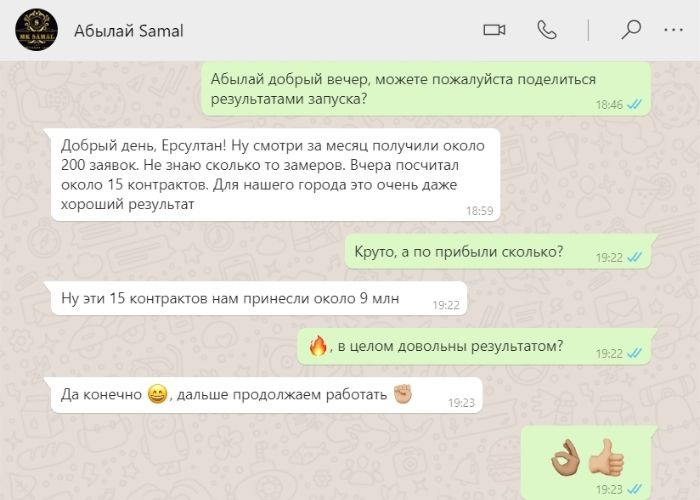 MK SAMAL
Абылай Samal
Абылай добрый вечер, можете пожалуйста поделиться
результатами запуска?
18:46
Добрый день, Ерсултан! Ну смотри за месяц получили около
200 заявок. Не знаю сколько то замеров. Вчера посчитал
около 15 контрактов. Для нашего города это очень даже
хороший результат
18:59
Круто, а по прибыли сколько?
19:22
Ну эти 15 контрактов нам принесли около 9 млн
19:22
🔥, в целом довольны результатом?
19:22
Да конечно 😄, дальше продолжаем работать ✊🏼
19:23
👌🏽👍🏼
19:23